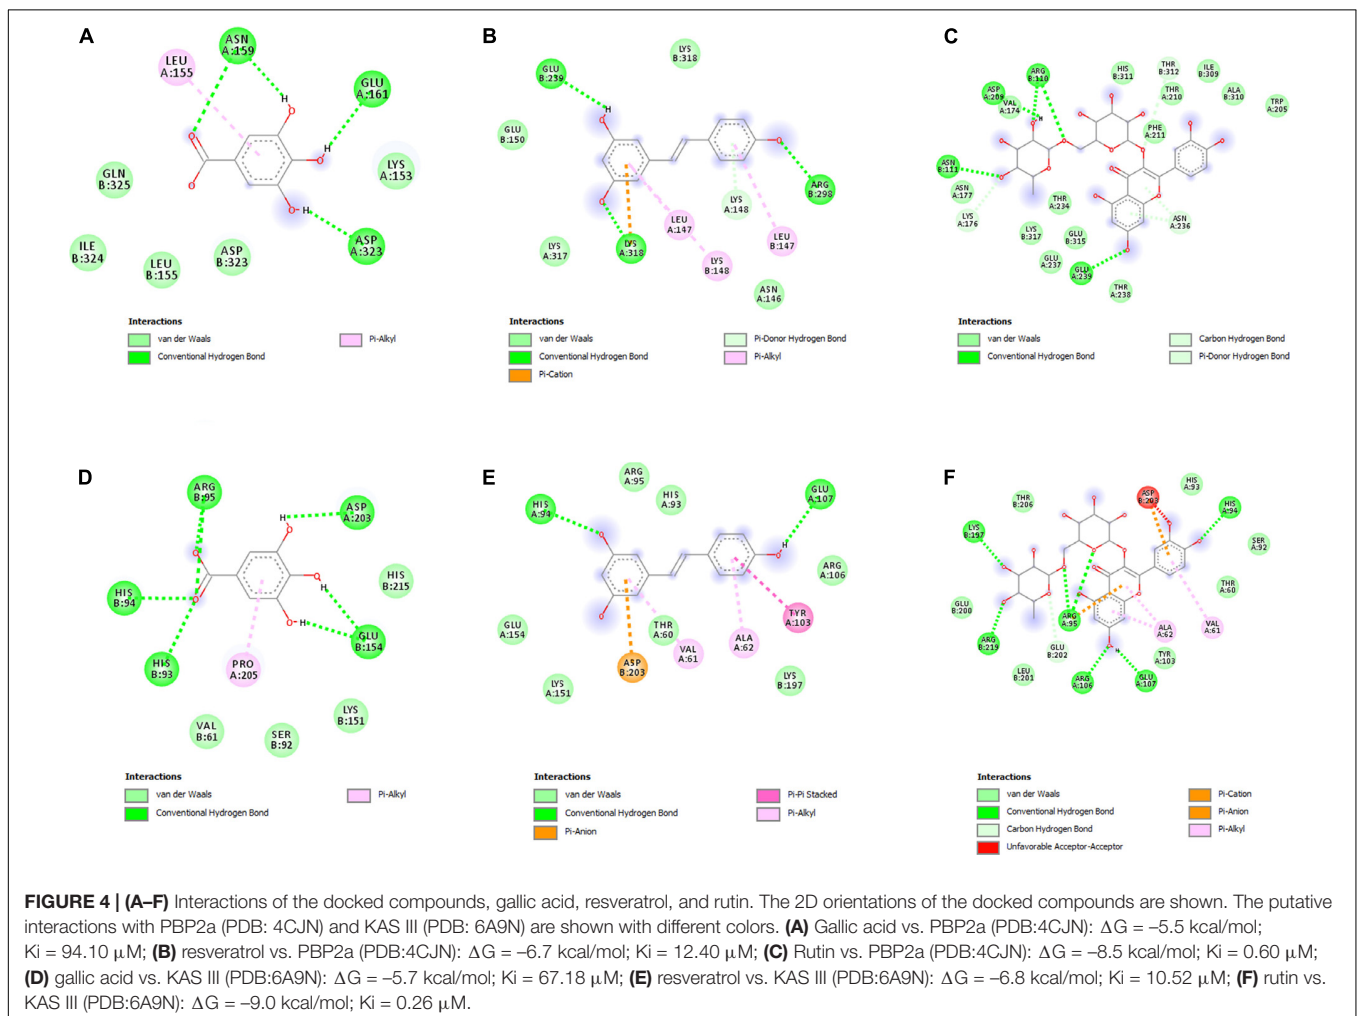 A
ASN
A:159
LEU
A:155
GLU
A:161
H
O
H
O
O
H
O
O
LYS
A:153
GLN
B:325
ASP
A:323
ILE
B:324
LEU
B:155
ASP
B:323
Interactions
van der Waals
Conventional Hydrogen Bond
Pi-Alkyl
B
LYS
B:318
GLU
B:239
H
O
O
O
GLU
B:150
ARG
B:298
LYS
A:148
LEU
A:147
LEU
B:147
LYS
A:317
LYS
A:318
LYS
B:148
ASN
A:146
Interactions
van der Waals
Conventional Hydrogen Bond
Pi-Cation
Pi-Donor Hydrogen Bond
Pi-Alkyl
C
ARG
B:110
HIS
B:311
THR
B:312
ILE
B:309
ASP
A:209
VAL
A:174
THR
A:210
ALA
B:310
TRP
A:205
PHE
A:211
ASN
B:111
ASN
A:177
LYS
A:176
THR
A:234
ASN
A:236
LYS
B:317
GLU
B:315
GLU
A:237
GLU
A:239
THR
A:238
Interactions
van der Waals
Conventional Hydrogen Bond
Carbon Hydrogen Bond
Pi-Donor Hydrogen Bond
D
ARG
B:95
ASP
A:203
H
O
O
H
O
O
H
O
HIS
B:215
HIS
B:94
GLU
B:154
HIS
B:93
PRO
A:205
VAL
B:61
SER
B:92
LYS
B:151
Interactions
van der Waals
Conventional Hydrogen Bond
Pi-Alkyl
E
ARG
A:95
HIS
A:93
HIS
A:94
GLU
A:107
O
H
O
O
ARG
A:106
TYR
A:103
GLU
A:154
THR
A:60
VAL
A:61
ALA
A:62
ASP
B:203
LYS
A:151
LYS
B:197
Interactions
van der Waals
Conventional Hydrogen Bond
Pi-Anion
Pi-Pi Stacked
Pi-Alkyl
F
THR
B:206
ASP
B:203
HIS
A:93
HIS
A:94
LYS
B:197
SER
A:92
THR
A:60
GLU
B:200
ARG
A:95
ARG
B:219
GLU
B:202
ALA
A:62
VAL
A:61
LEU
B:201
TYR
A:103
ARG
A:106
GLU
A:107
Interactions
van der Waals
Conventional Hydrogen Bond
Carbon Hydrogen Bond
Unfavorable Acceptor-Acceptor
Pi-Cation
Pi-Anion
Pi-Alkyl
FIGURE 4 | (A–F) Interactions of the docked compounds, gallic acid, resveratrol, and rutin. The 2D orientations of the docked compounds are shown. The putative
interactions with PBP2a (PDB: 4CJN) and KAS III (PDB: 6A9N) are shown with different colors. (A) Gallic acid vs. PBP2a (PDB:4CJN): ΔG = –5.5 kcal/mol;
Ki = 94.10 μM; (B) resveratrol vs. PBP2a (PDB:4CJN): ΔG = –6.7 kcal/mol; Ki = 12.40 μM; (C) Rutin vs. PBP2a (PDB:4CJN): ΔG = –8.5 kcal/mol; Ki = 0.60 μM;
(D) gallic acid vs. KAS III (PDB:6A9N): ΔG = –5.7 kcal/mol; Ki = 67.18 μM; (E) resveratrol vs. KAS III (PDB:6A9N): ΔG = –6.8 kcal/mol; Ki = 10.52 μM; (F) rutin vs.
KAS III (PDB:6A9N): ΔG = –9.0 kcal/mol; Ki = 0.26 μM.